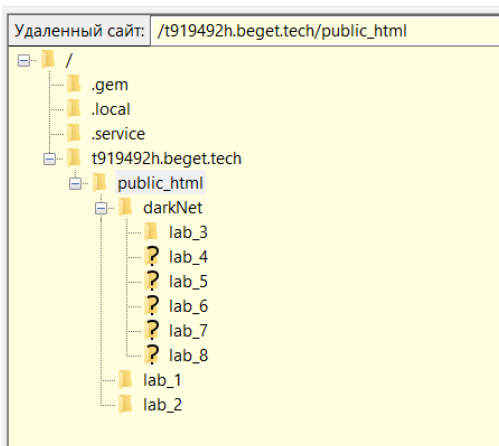 Удаленный сайт: /t919492h.beget.tech/public_html
/
.gem
.local
.service
t919492h.beget.tech
public_html
darkNet
lab_3
? lab_4
? lab_5
? lab_6
? lab_7
? lab_8
lab_1
lab_2